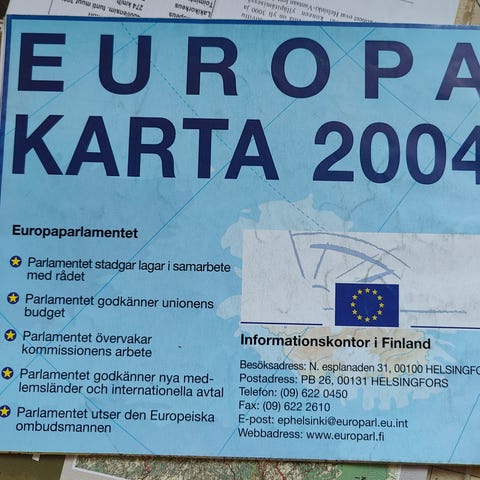 274 km/h
EUROPA
KARTA 2004
Europaparlamentet
Parlamentet stadgar lagar i samarbete
med rådet
Parlamentet godkänner unionens
budget
Parlamentet övervakar
kommissionens arbete
Parlamentet godkänner nya med-
lemsländer och internationella avtal
Parlamentet utser den Europeiska
ombudsmannen
Informationskontor i Finland
Besöksadress: N. esplanaden 31, 00100 HELSINGFO
Postadress: PB 26, 00131 HELSINGFORS
Telefon: (09) 622 0450
Fax: (09) 622 2610
E-post: ephelsinki@europarl.eu.int
Webbadress: www.europarl.fi